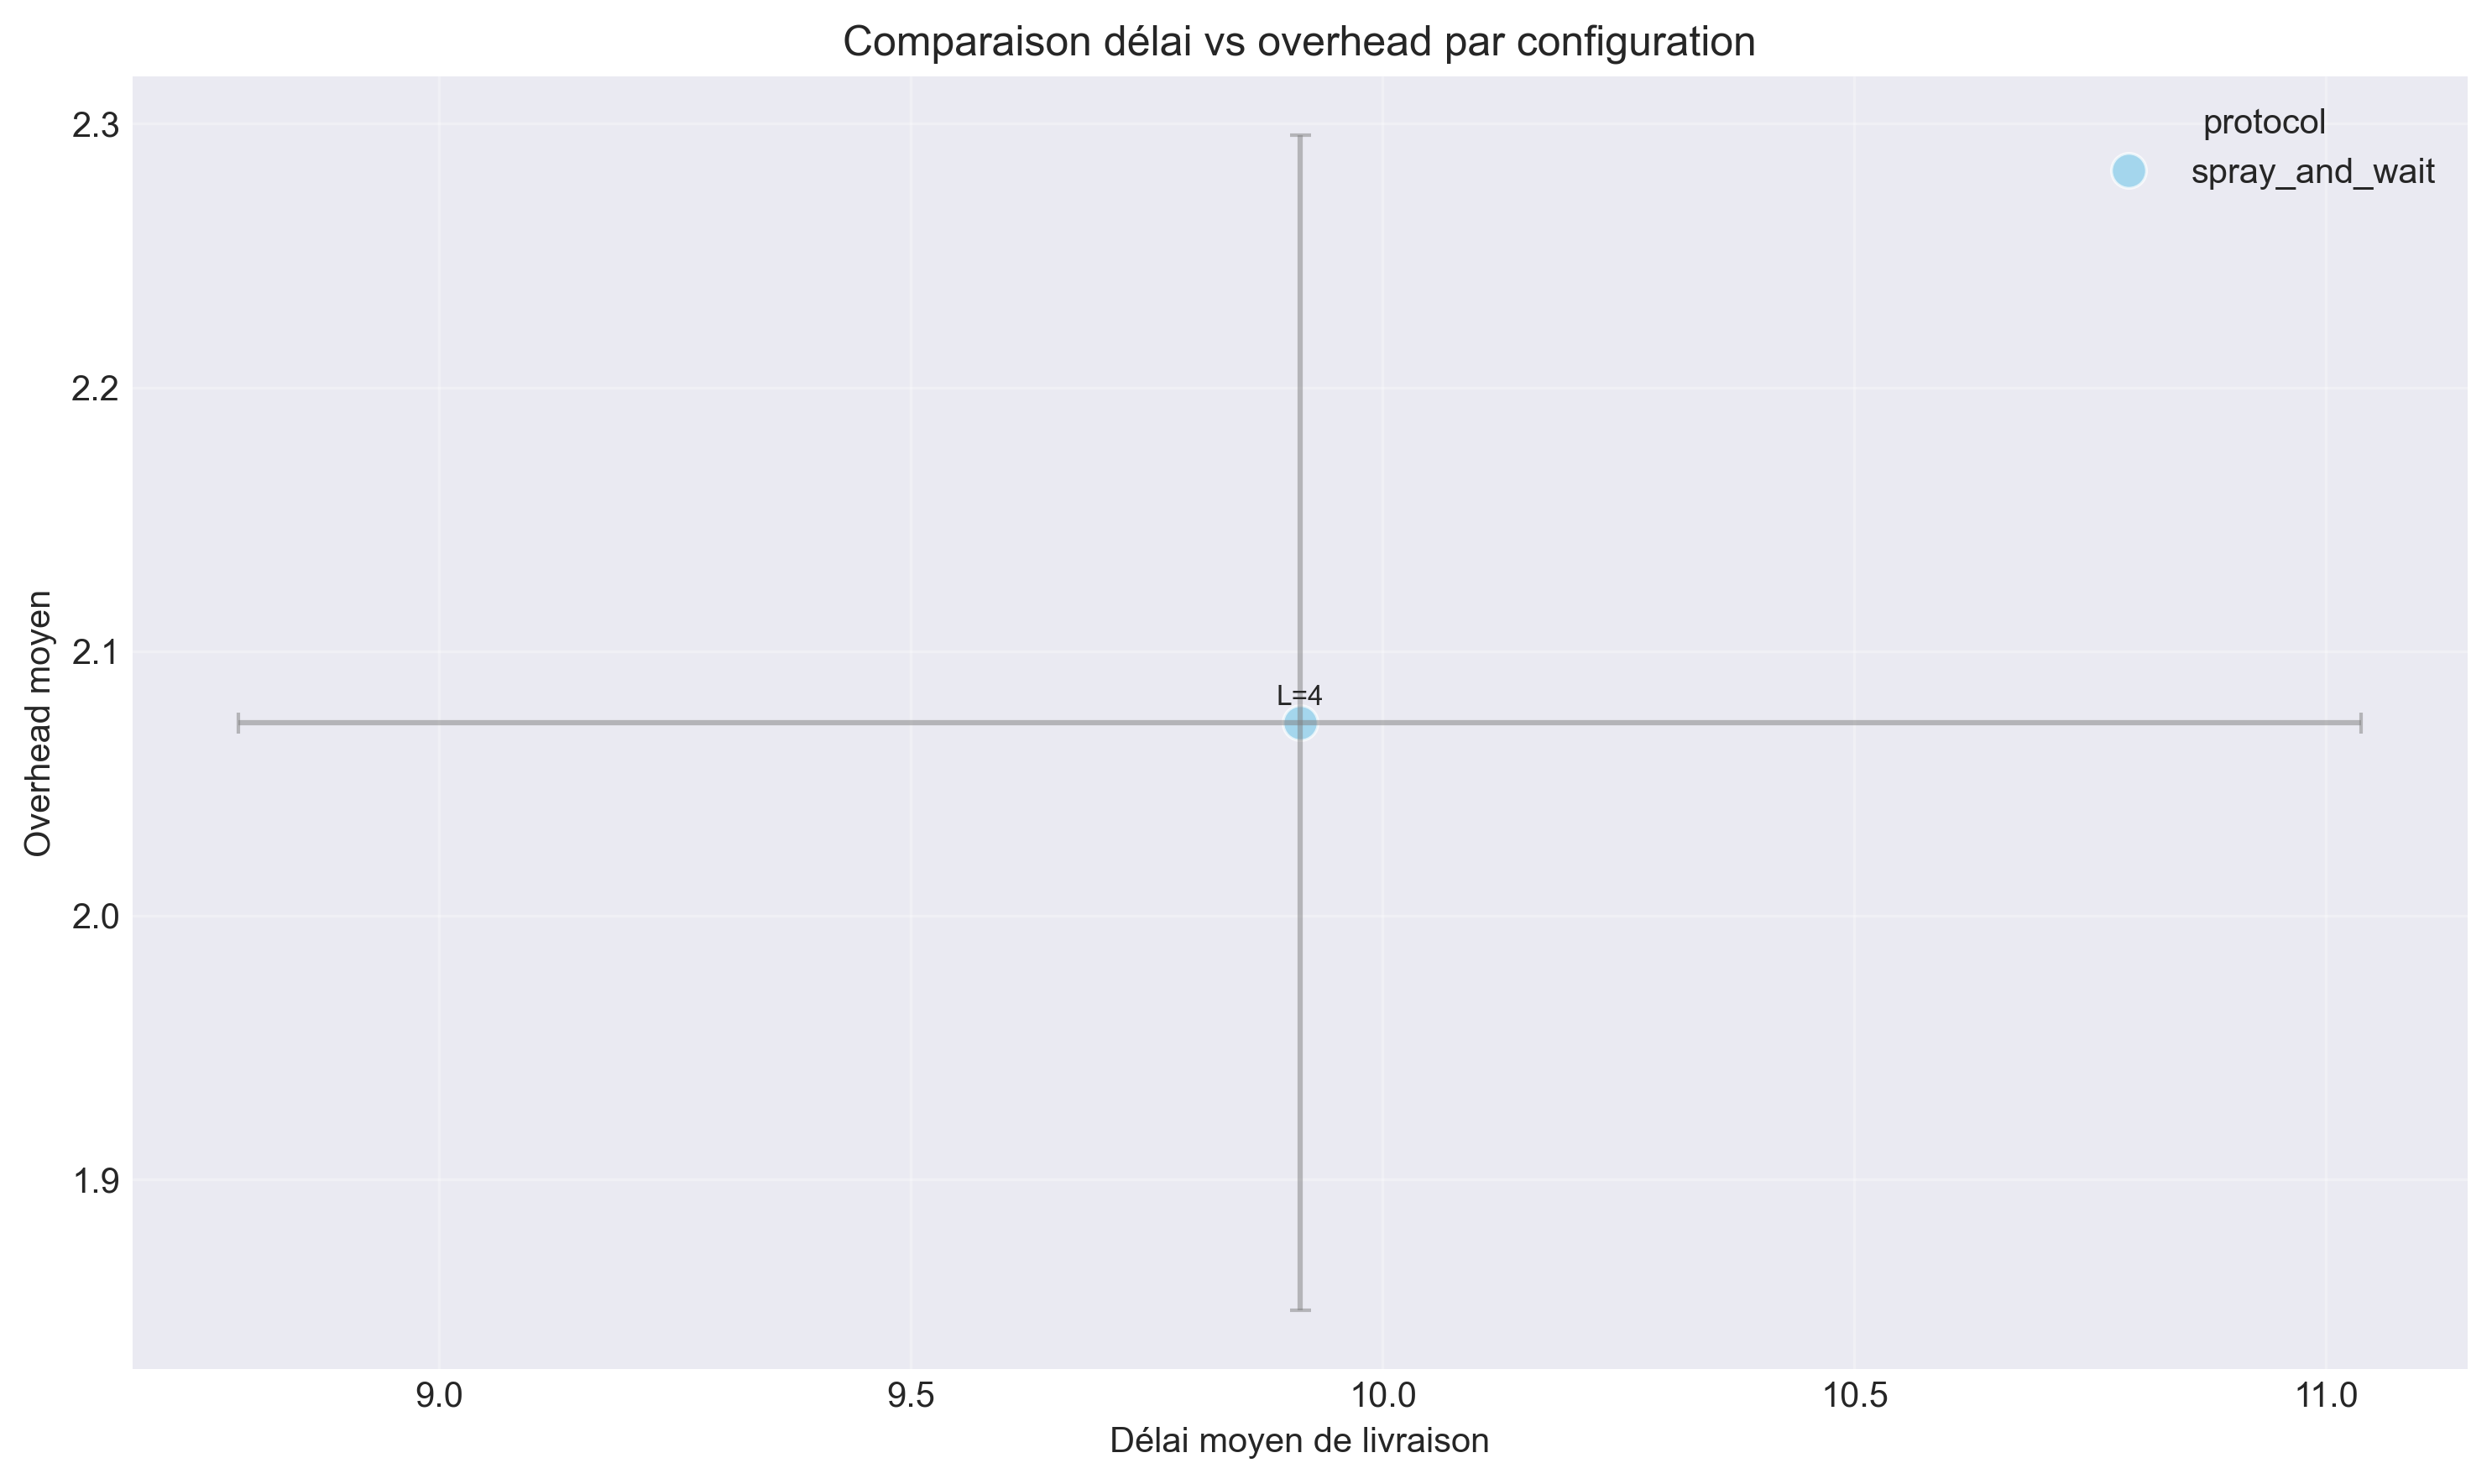 Comparaison délai vs overhead par configuration
protocol
spray_and_wait
2.3
2.2
2.1
2.0
1.9
Overhead moyen
L=4
9.0
9.5
10.0
10.5
11.0
Délai moyen de livraison